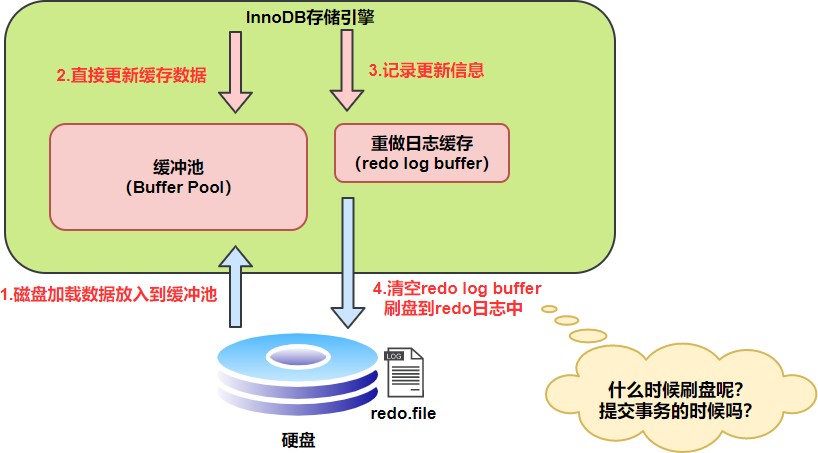 InnoDB存储引擎
2.直接更新缓存数据
3.记录更新信息
缓冲池
（Buffer Pool）
重做日志缓存
（redo log buffer）
1.磁盘加载数据放入到缓冲池
4.清空redo log buffer
刷盘到redo日志中
LOG
redo.file
硬盘
什么时候刷盘呢？
提交事务的时候吗？